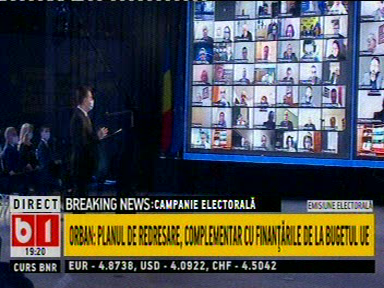 DIRECT
BREAKING NEWS: CAMPANIE ELECTORALĂ
EMISIUNE ELECTORALĂ
b1
19:20
ORBAN: PLANUL DE REDRESARE, COMPLEMENTAR CU FINANȚĂRILE DE LA BUGETUL UE
CURS BNR
EUR - 4.8738, USD - 4.0922, CHF - 4.5042